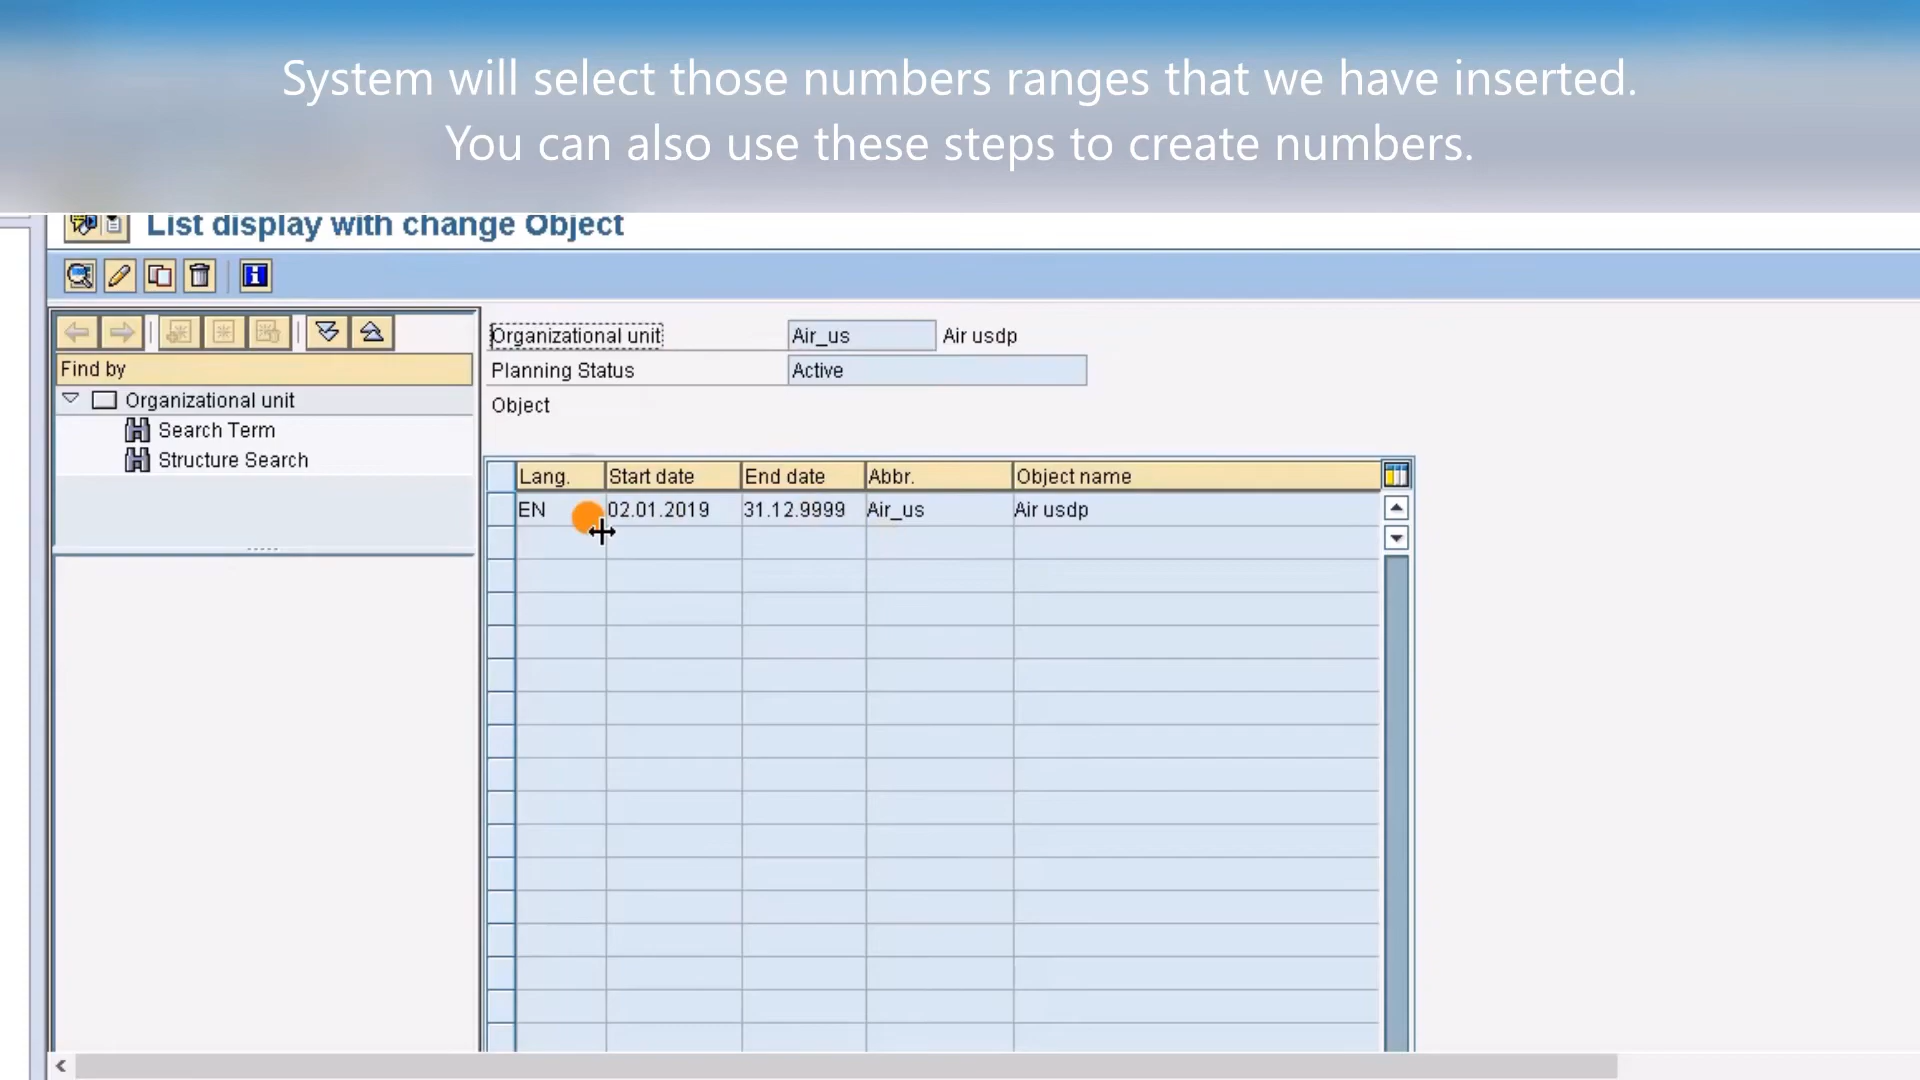 System will select those numbers ranges that we have inserted.
You can also use these steps to create numbers.
List display with change Object
Find by
Organizational unit
Search Term
Structure Search
Organizational unit Air_us Air usdp
Planning Status Active
Object
Lang. Start date End date Abbr. Object name
EN 02.01.2019 31.12.9999 Air_us Air usdp